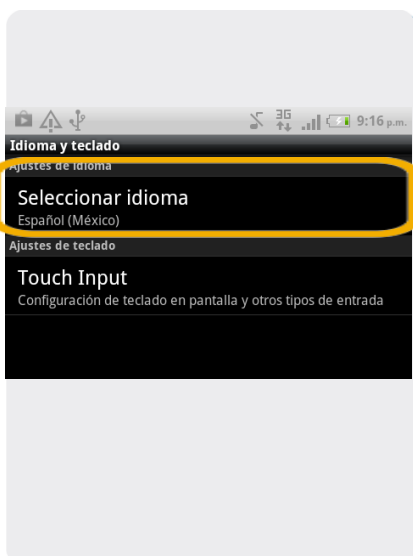 3G
9:16 p.m.
Idioma y teclado
Ajustes de idioma
Seleccionar idioma
Español (México)
Ajustes de teclado
Touch Input
Configuración de teclado en pantalla y otros tipos de entrada